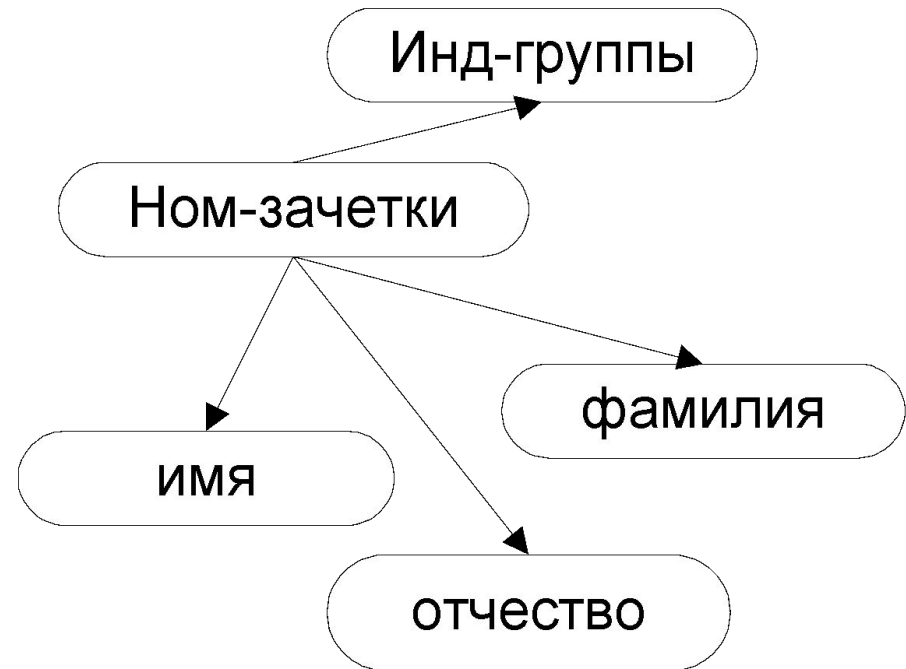 Инд-группы
Ном-зачетки
фамилия
имя
отчество